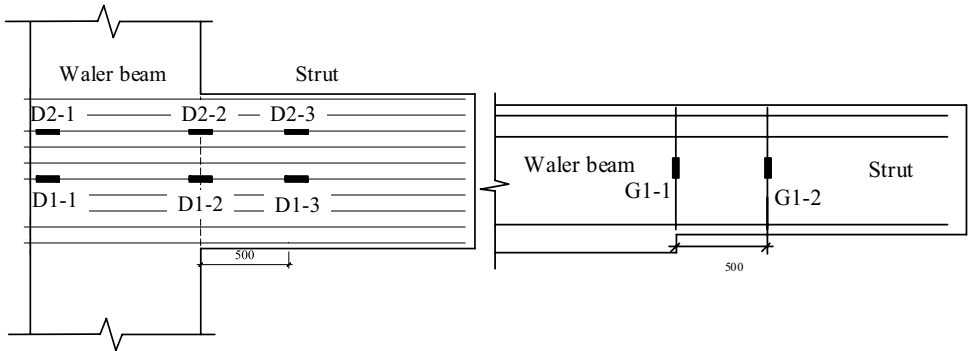 Waler beam
Strut
D2-1
D2-2
D2-3
D1-1
D1-2
D1-3
500
Waler beam
Strut
G1-1
G1-2
500